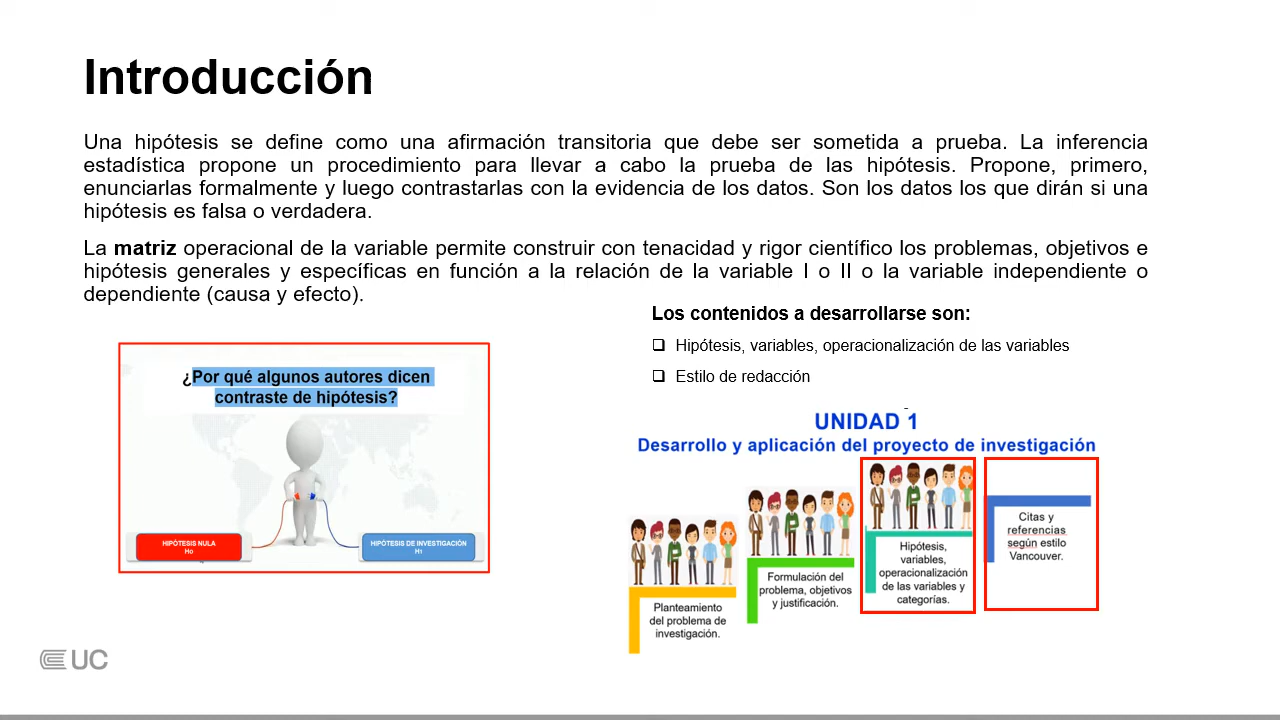 Introducción
Una hipótesis se define como una afirmación transitoria que debe ser sometida a prueba. La inferencia
estadística propone un procedimiento para llevar a cabo la prueba de las hipótesis. Propone, primero,
enunciarlas formalmente y luego contrastarlas con la evidencia de los datos. Son los datos los que dirán si una
hipótesis es falsa o verdadera.
La matriz operacional de la variable permite construir con tenacidad y rigor científico los problemas, objetivos e
hipótesis generales y específicas en función a la relación de la variable I o II o la variable independiente o
dependiente (causa y efecto).
¿Por qué algunos autores dicen
contraste de hipótesis?
HIPÓTESIS NULA
H0
HIPÓTESIS DE INVESTIGACIÓN
H1
Los contenidos a desarrollarse son:
Hipótesis, variables, operacionalización de las variables
Estilo de redacción
UNIDAD 1
Desarrollo y aplicación del proyecto de investigación
Planteamiento
del problema de
investigación.
Formulación del
problema, objetivos
y justificación.
Hipótesis,
variables,
operacionalización
de las variables y
categorías.
Citas y
referencias
según estilo
Vancouver.
UC